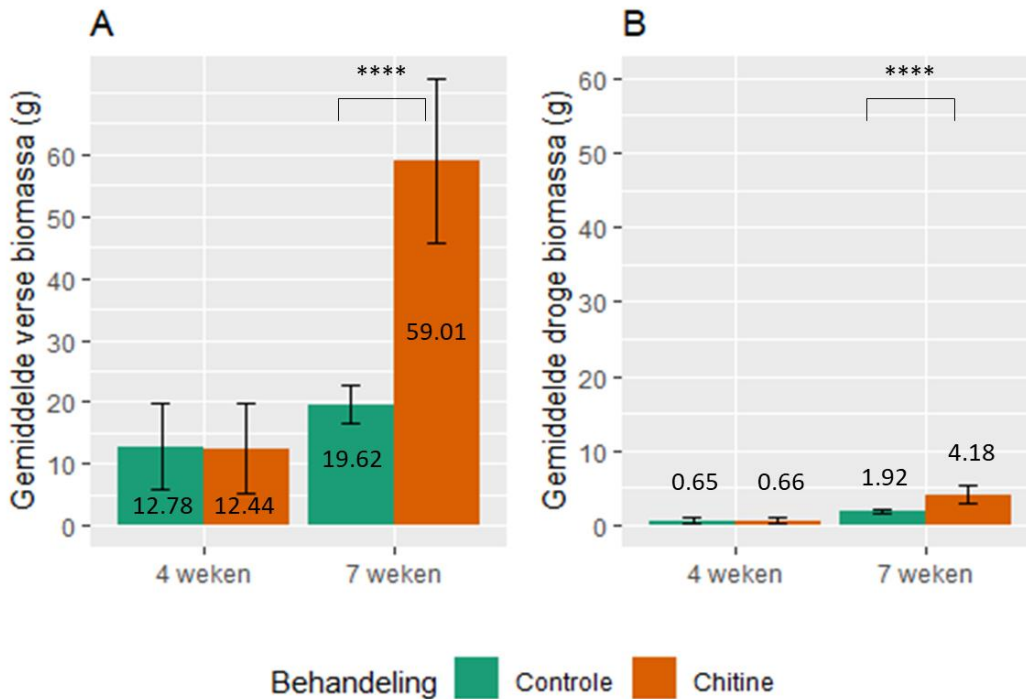 A
Gemiddelde verse biomassa (g)
60
50
40
30
20
10
0
****
12.78
12.44
19.62
59.01
4 weken
7 weken
B
Gemiddelde droge biomassa (g)
60
50
40
30
20
10
0
****
0.65
0.66
1.92
4.18
4 weken
7 weken
Behandeling Controle Chitine